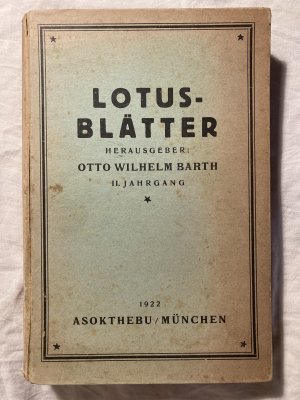 LOTUS-
BLÄTTER
HERAUSGEBER:
OTTO WILHELM BARTH
II. JAHRGANG
1922
ASOKTHEBU / MÜNCHEN